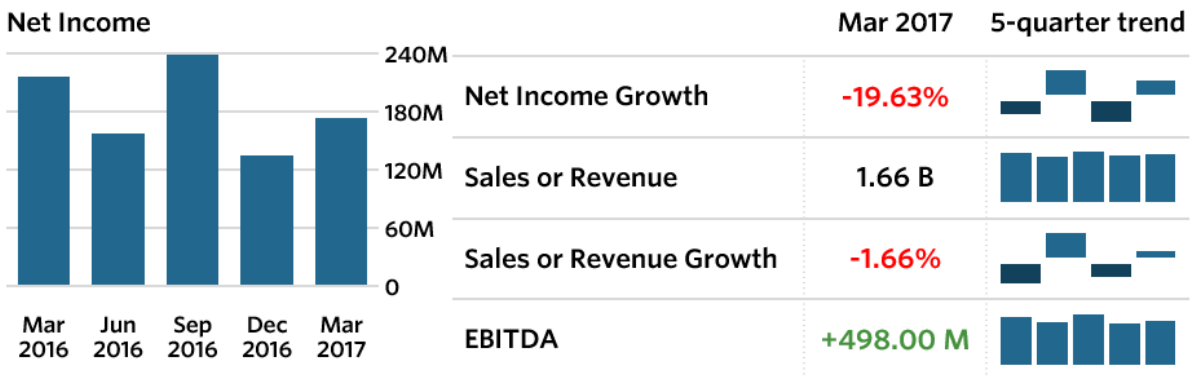 Net Income
240M
180M
120M
60M
0
Mar Jun Sep Dec Mar
2016 2016 2016 2016 2017
Mar 2017 5-quarter trend
Net Income Growth -19.63%
Sales or Revenue 1.66 B
Sales or Revenue Growth -1.66%
EBITDA +498.00 M